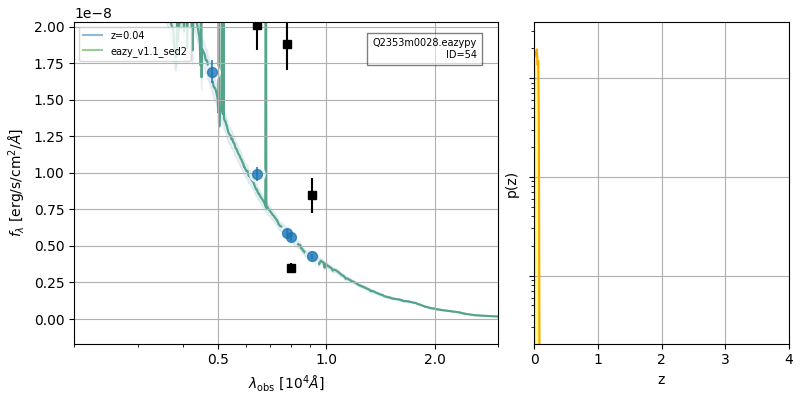 1e−8
z=0.04
eazy_v1.1_sed2
Q2353m0028.eazypy
ID=54
2.00
1.75
1.50
1.25
1.00
0.75
0.50
0.25
0.00
f_λ [erg/s/cm²/Å]
0.5
1.0
2.0
λ_obs [10⁴Å]
p(z)
0
1
2
3
4
z